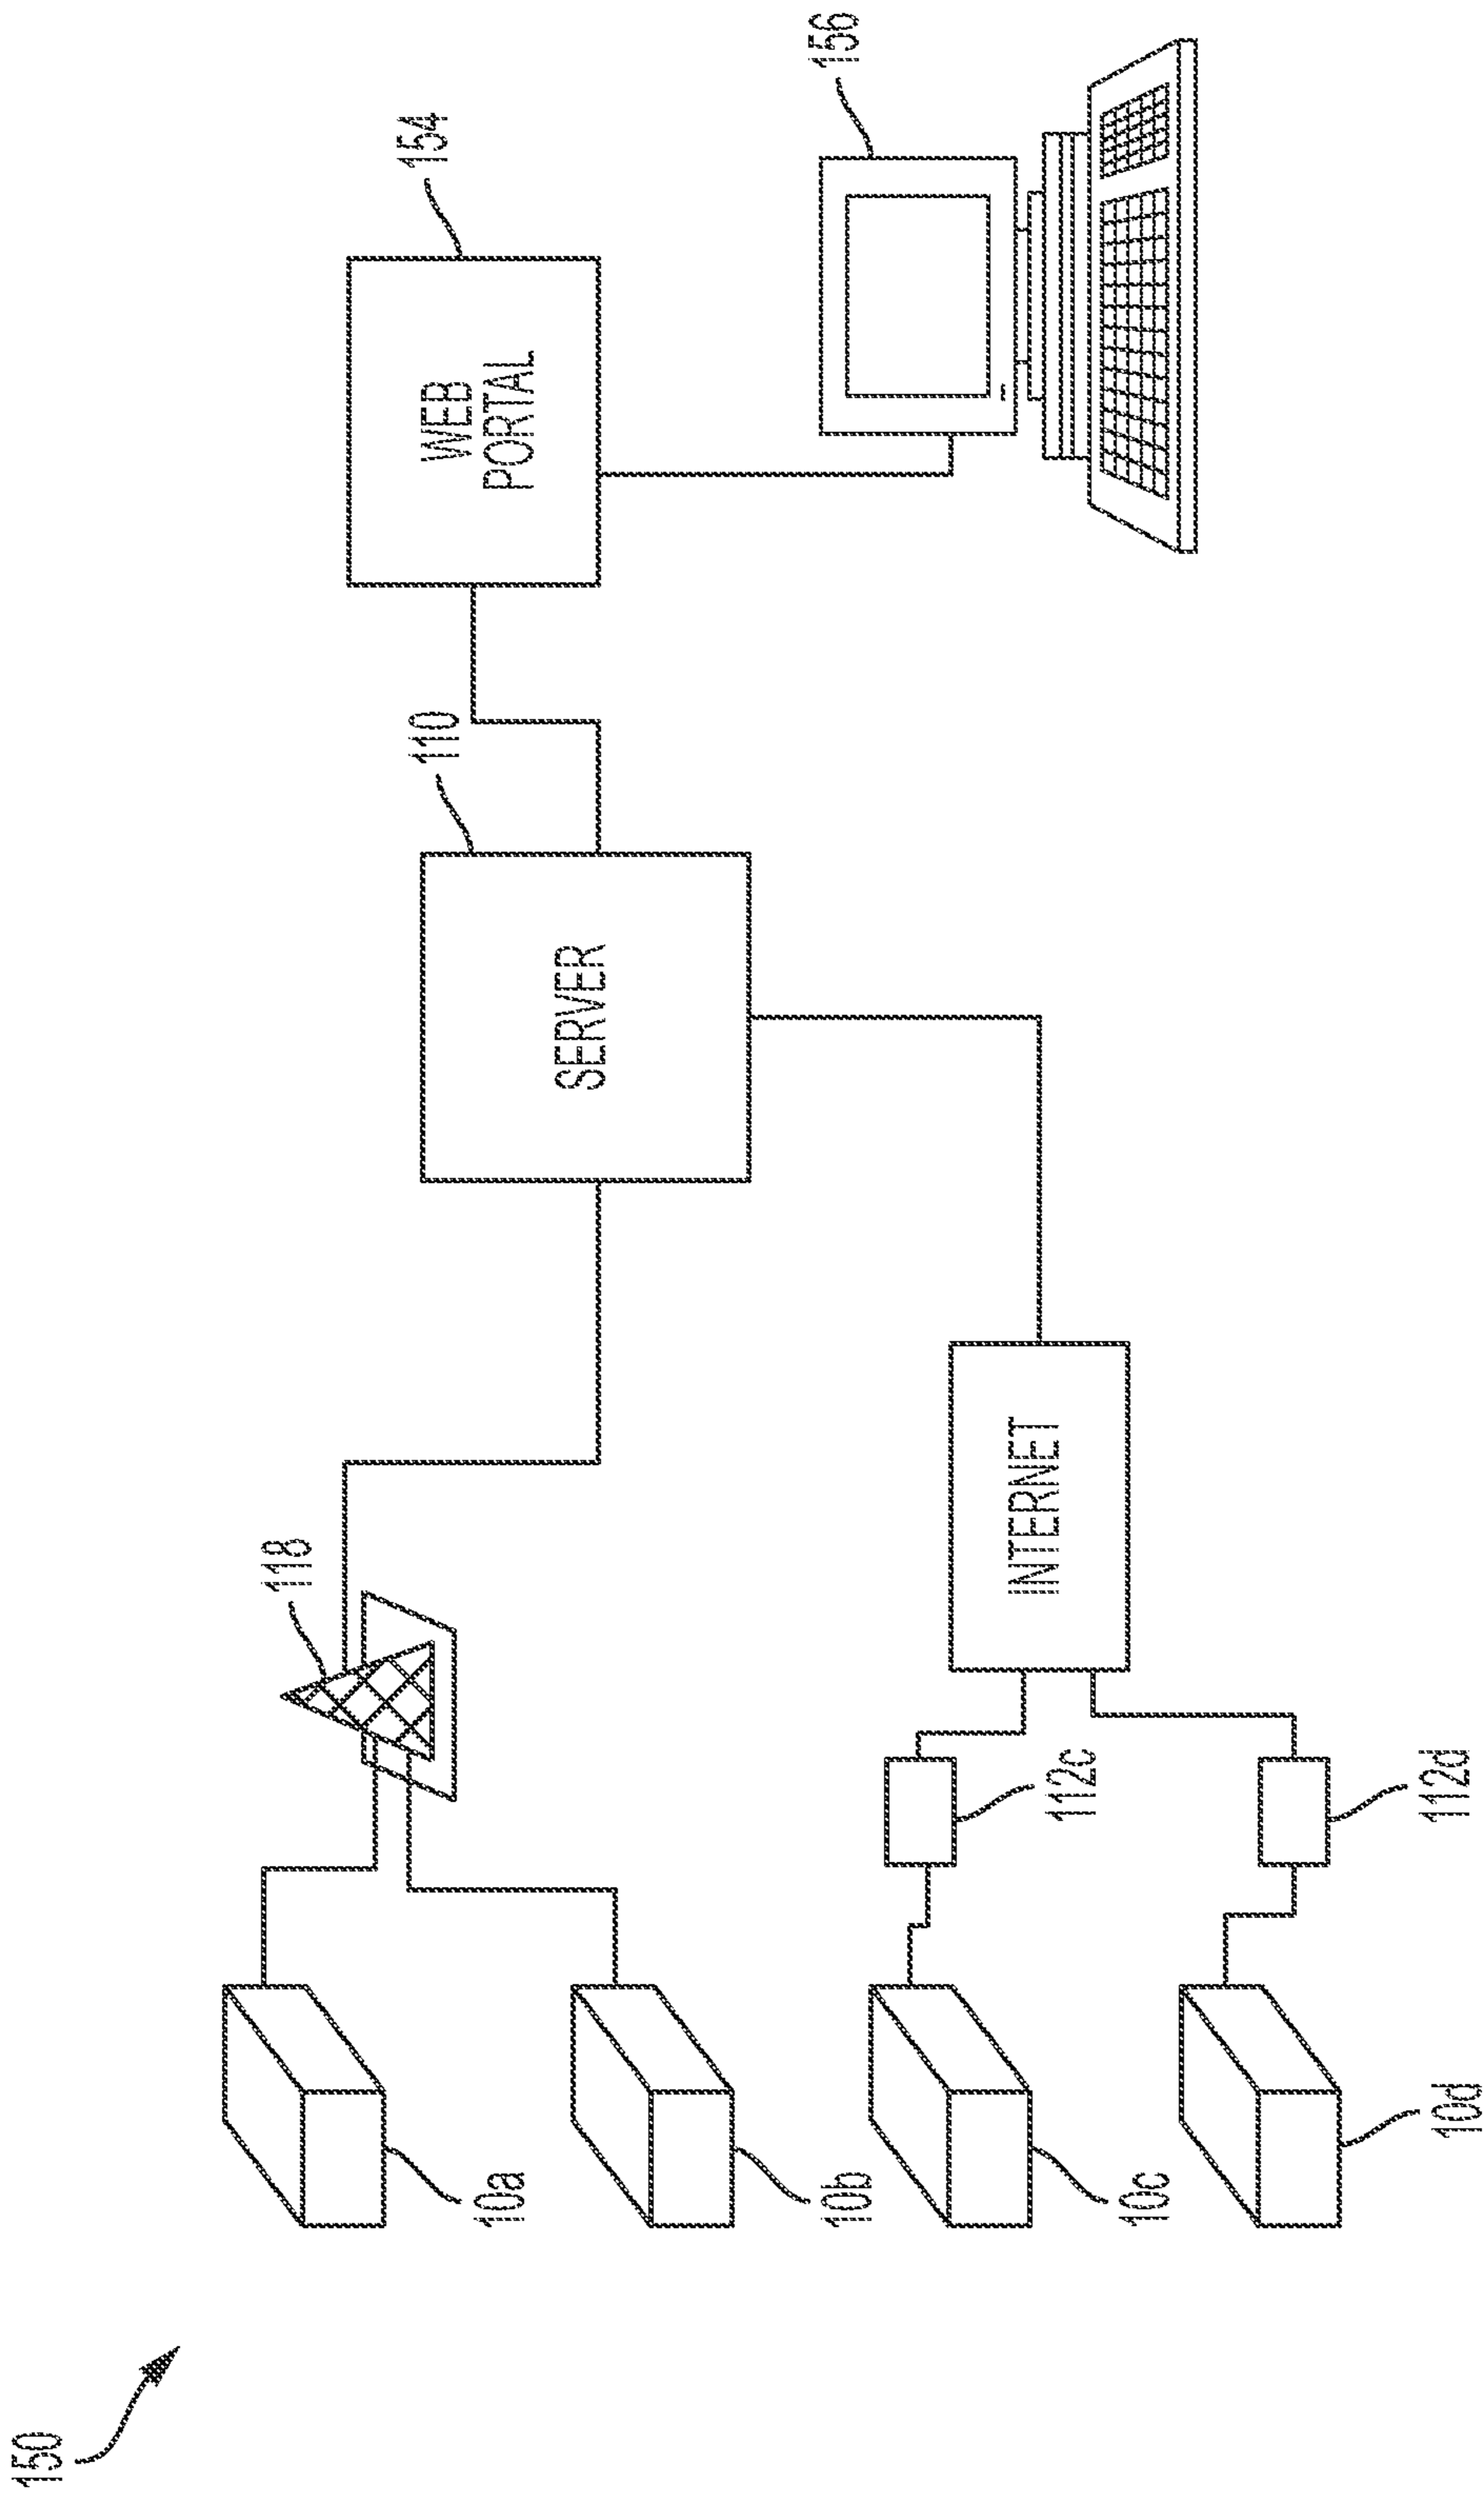 150
10a
10b
10c
10d
118
112c
112d
INTERNET
SERVER
110
WEB
PORTAL
154
156